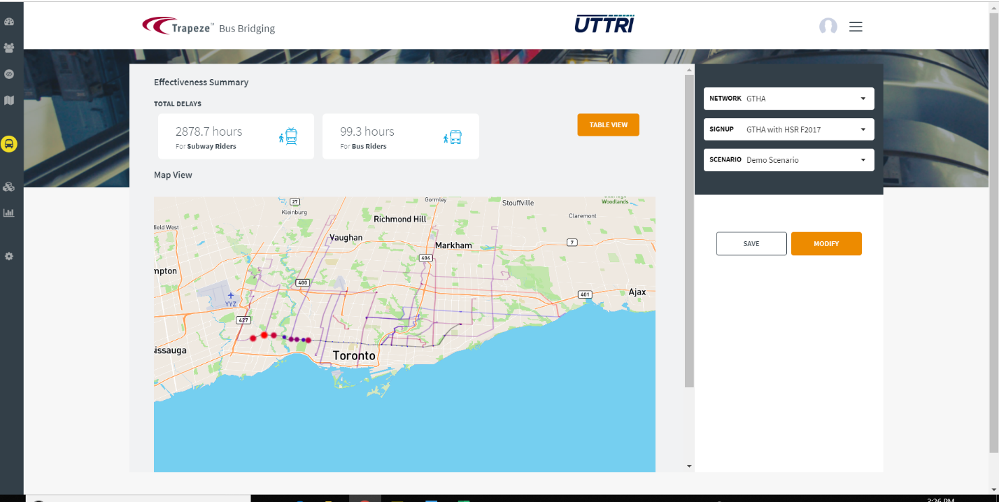 Trapeze™ Bus Bridging
UTTRI
Effectiveness Summary
TOTAL DELAYS
2878.7 hours
For Subway Riders
99.3 hours
For Bus Riders
TABLE VIEW
NETWORK GTHA
SIGNUP GTHA with HSR F2017
SCENARIO Demo Scenario
SAVE
MODIFY
Map View
27
Gormley
Stouffville
Woodlands
Kleinburg
Richmond Hill
Claremont
field West
Vaughan
Markham
7
404
mpton
400
401
Ajax
YYZ
427
issauga
Toronto
3:26 PM